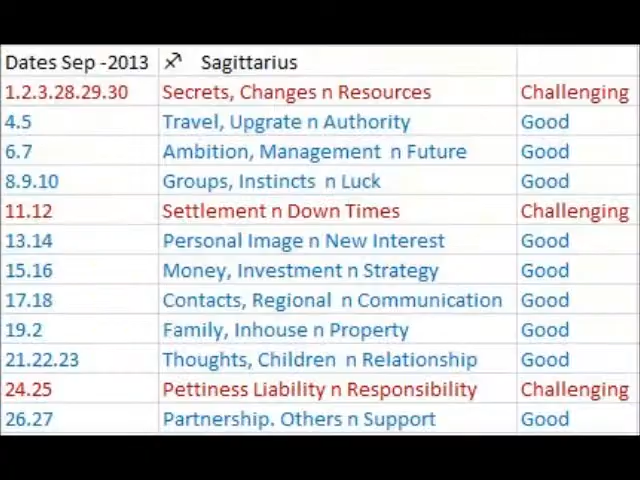 Dates Sep -2013 ♐ Sagittarius
1.2.3.28.29.30 Secrets, Changes n Resources Challenging
4.5 Travel, Upgrate n Authority Good
6.7 Ambition, Management n Future Good
8.9.10 Groups, Instincts n Luck Good
11.12 Settlement n Down Times Challenging
13.14 Personal Image n New Interest Good
15.16 Money, Investment n Strategy Good
17.18 Contacts, Regional n Communication Good
19.2 Family, Inhouse n Property Good
21.22.23 Thoughts, Children n Relationship Good
24.25 Pettiness Liability n Responsibility Challenging
26.27 Partnership. Others n Support Good